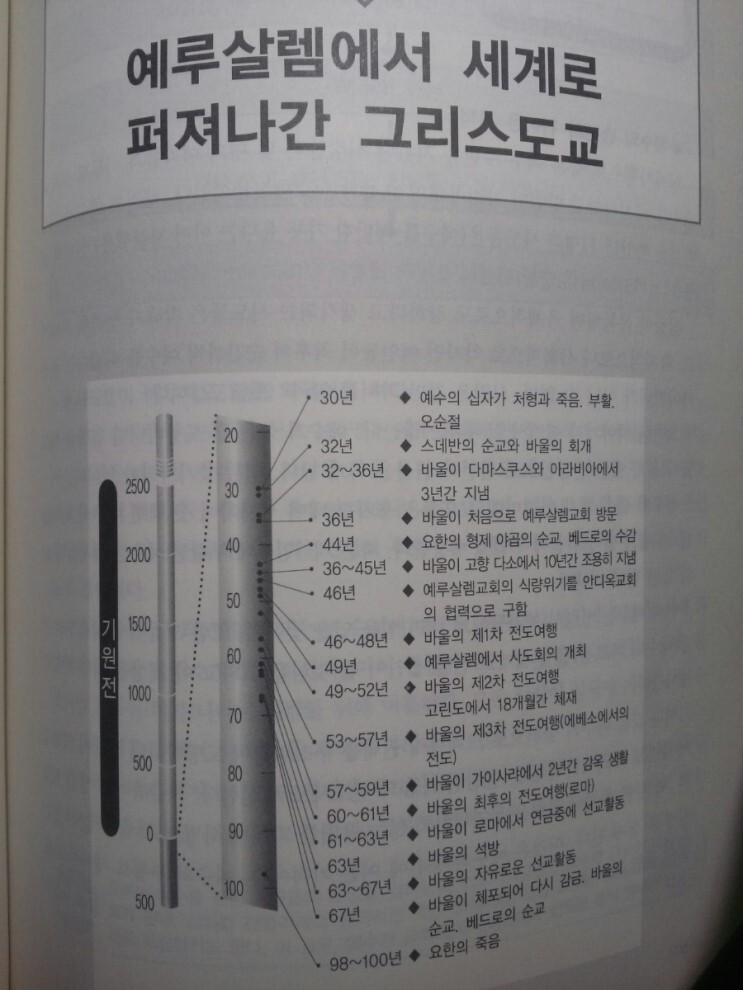 예루살렘에서 세계로
퍼져나간 그리스도교
기원전
2500
2000
1500
1000
500
0
500
20
30
40
50
60
70
80
90
100
• 30년 ◆ 예수의 십자가 처형과 죽음. 부활.
오순절
• 32년 ◆ 스데반의 순교와 바울의 회개
• 32~36년 ◆ 바울이 다마스쿠스와 아라비아에서
3년간 지냄
• 36년 ◆ 바울이 처음으로 예루살렘교회 방문
• 44년 ◆ 요한의 형제 야곱의 순교, 베드로의 수감
• 36~45년 ◆ 바울이 고향 다소에서 10년간 조용히 지냄
• 46년 ◆ 예루살렘교회의 식량위기를 안디옥교회
의 협력으로 구함
• 46~48년 ◆ 바울의 제1차 전도여행
• 49년 ◆ 예루살렘에서 사도회의 개최
• 49~52년 ◆ 바울의 제2차 전도여행
고린도에서 18개월간 체재
• 53~57년 ◆ 바울의 제3차 전도여행(에베소에서의
전도)
• 57~59년 ◆ 바울이 가이사랴에서 2년간 감옥 생활
• 60~61년 ◆ 바울의 최후의 전도여행(로마)
• 61~63년 ◆ 바울이 로마에서 연금중에 선교활동
• 63년 ◆ 바울의 석방
• 63~67년 ◆ 바울의 자유로운 선교활동
• 67년 ◆ 바울이 체포되어 다시 감금. 바울의
순교. 베드로의 순교
• 98~100년 ◆ 요한의 죽음